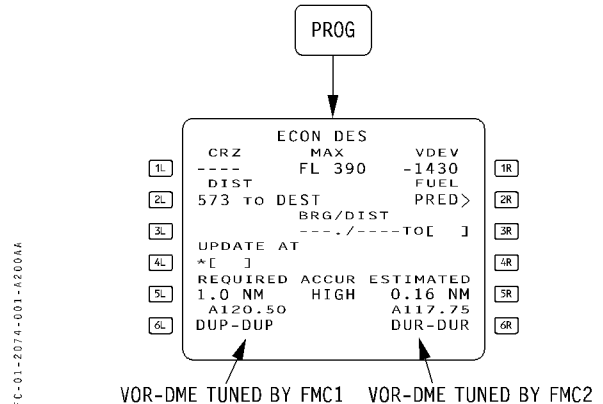 PROG
ECON DES
CRZ MAX VDEV
1L ---- FL 390 -1430 1R
DIST FUEL
2L 573 TO DEST PRED> 2R
BRG/DIST
3L ---./----TO[ ] 3R
UPDATE AT
4L *[ ] 4R
REQUIRED ACCUR ESTIMATED
5L 1.0 NM HIGH 0.16 NM 5R
A120.50 A117.75
6L DUP-DUP DUR-DUR 6R
VOR-DME TUNED BY FMC1 VOR-DME TUNED BY FMC2
FC-01-2074-001-A200AA